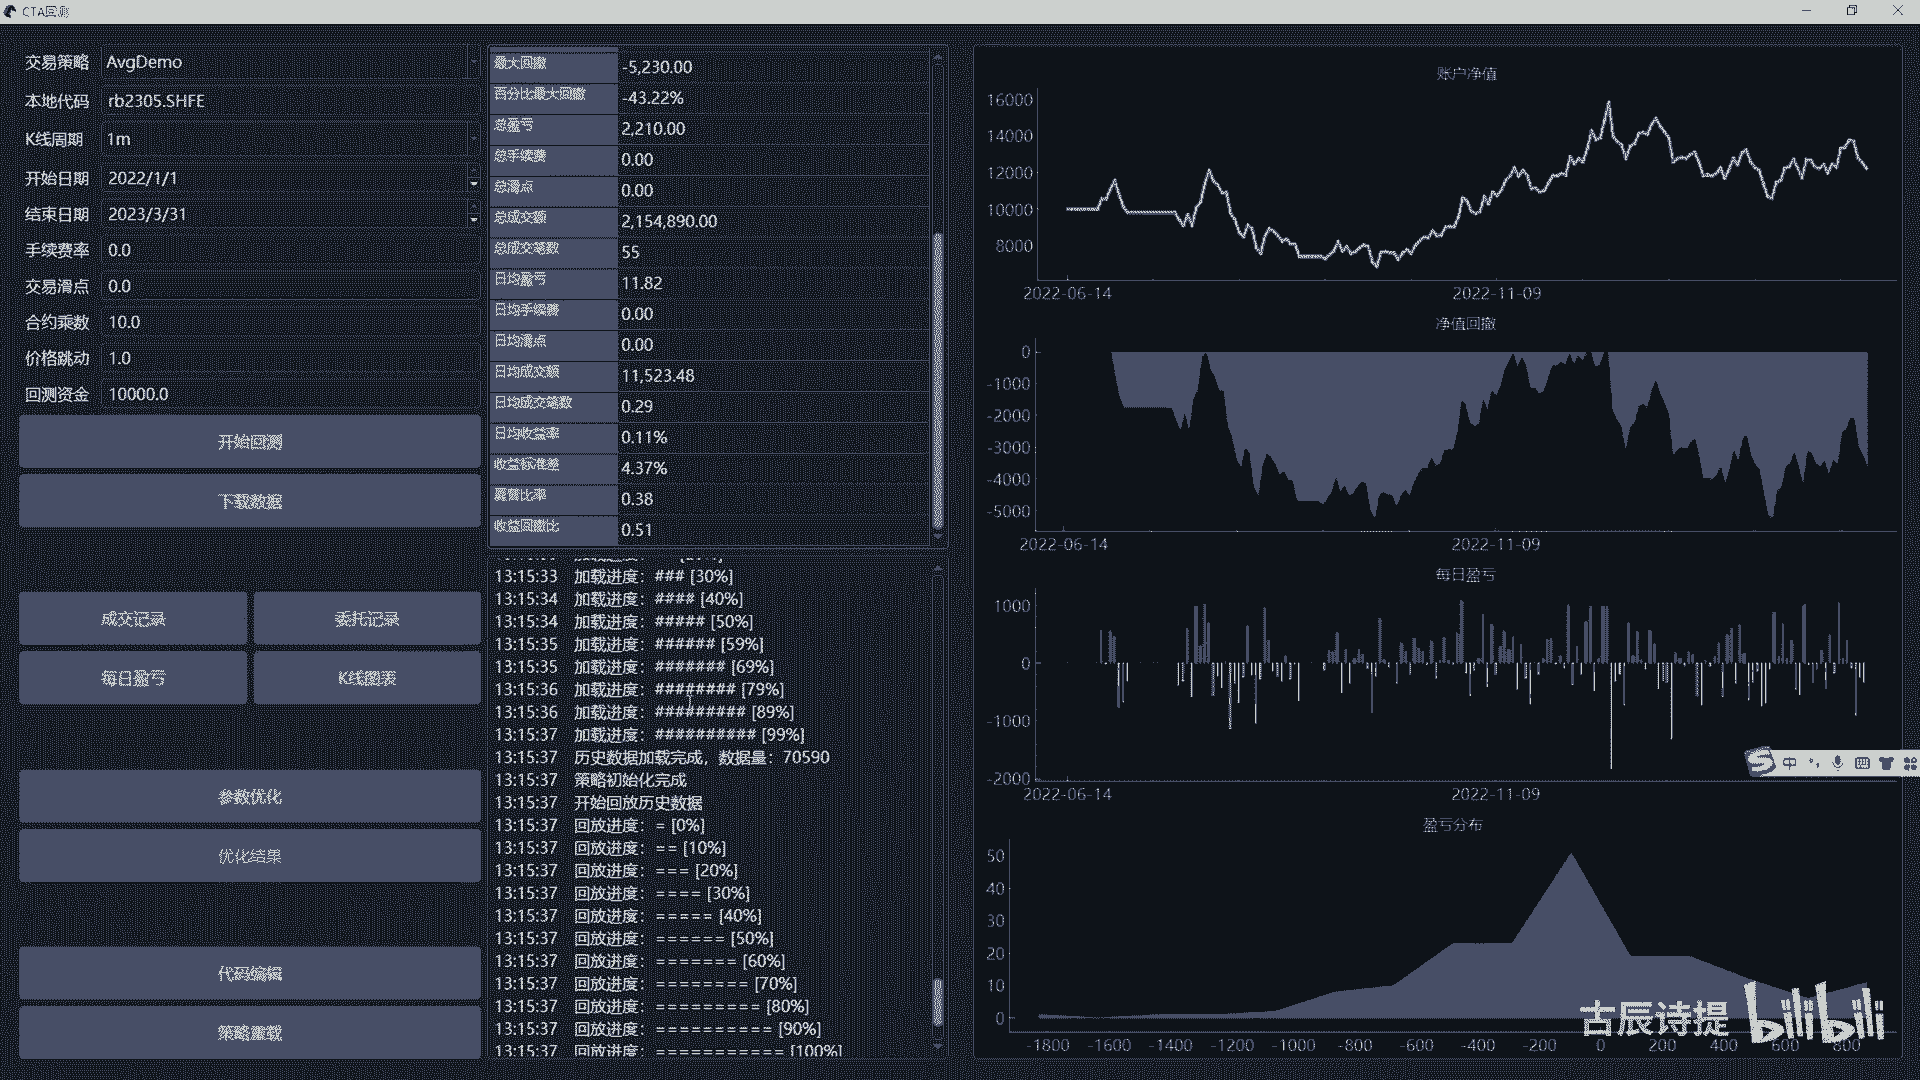 CTA回测
交易策略 AvgDemo
本地代码 rb2305.SHFE
K线周期 1m
开始日期 2022/1/1
结束日期 2023/3/31
手续费率 0.0
交易滑点 0.0
合约乘数 10.0
价格跳动 1.0
回测资金 10000.0
开始回测
下载数据
成交记录 委托记录
每日盈亏 K线图表
参数优化
优化结果
代码编辑
策略重载
最大回撤 -5,230.00
百分比最大回撤 -43.22%
总盈亏 2,210.00
总手续费 0.00
总滑点 0.00
总成交额 2,154,890.00
总成交笔数 55
日均盈亏 11.82
日均手续费 0.00
日均滑点 0.00
日均成交额 11,523.48
日均成交笔数 0.29
日均收益率 0.11%
收益标准差 4.37%
夏普比率 0.38
收益回撤比 0.51
13:15:33 加载进度：### [30%]
13:15:34 加载进度：#### [40%]
13:15:34 加载进度：##### [50%]
13:15:35 加载进度：###### [59%]
13:15:35 加载进度：####### [69%]
13:15:36 加载进度：######## [79%]
13:15:36 加载进度：######### [89%]
13:15:37 加载进度：########## [99%]
13:15:37 历史数据加载完成，数据量：70590
13:15:37 策略初始化完成
13:15:37 开始回放历史数据
13:15:37 回放进度：= [0%]
13:15:37 回放进度：== [10%]
13:15:37 回放进度：=== [20%]
13:15:37 回放进度：==== [30%]
13:15:37 回放进度：===== [40%]
13:15:37 回放进度：====== [50%]
13:15:37 回放进度：======= [60%]
13:15:37 回放进度：======== [70%]
13:15:37 回放进度：========= [80%]
13:15:37 回放进度：========== [90%]
13:15:37 回放进度：=========== [100%]
账户净值
16000
14000
12000
10000
8000
2022-06-14 2022-11-09
净值回撤
0
-1000
-2000
-3000
-4000
-5000
2022-06-14 2022-11-09
每日盈亏
1000
0
-1000
-2000
2022-06-14 2022-11-09
中
盈亏分布
50
40
30
20
10
0
-1800 -1600 -1400 -1200 -1000 -800 -600 -400 -200 0 200 400 600 800
古辰诗提 bilibili